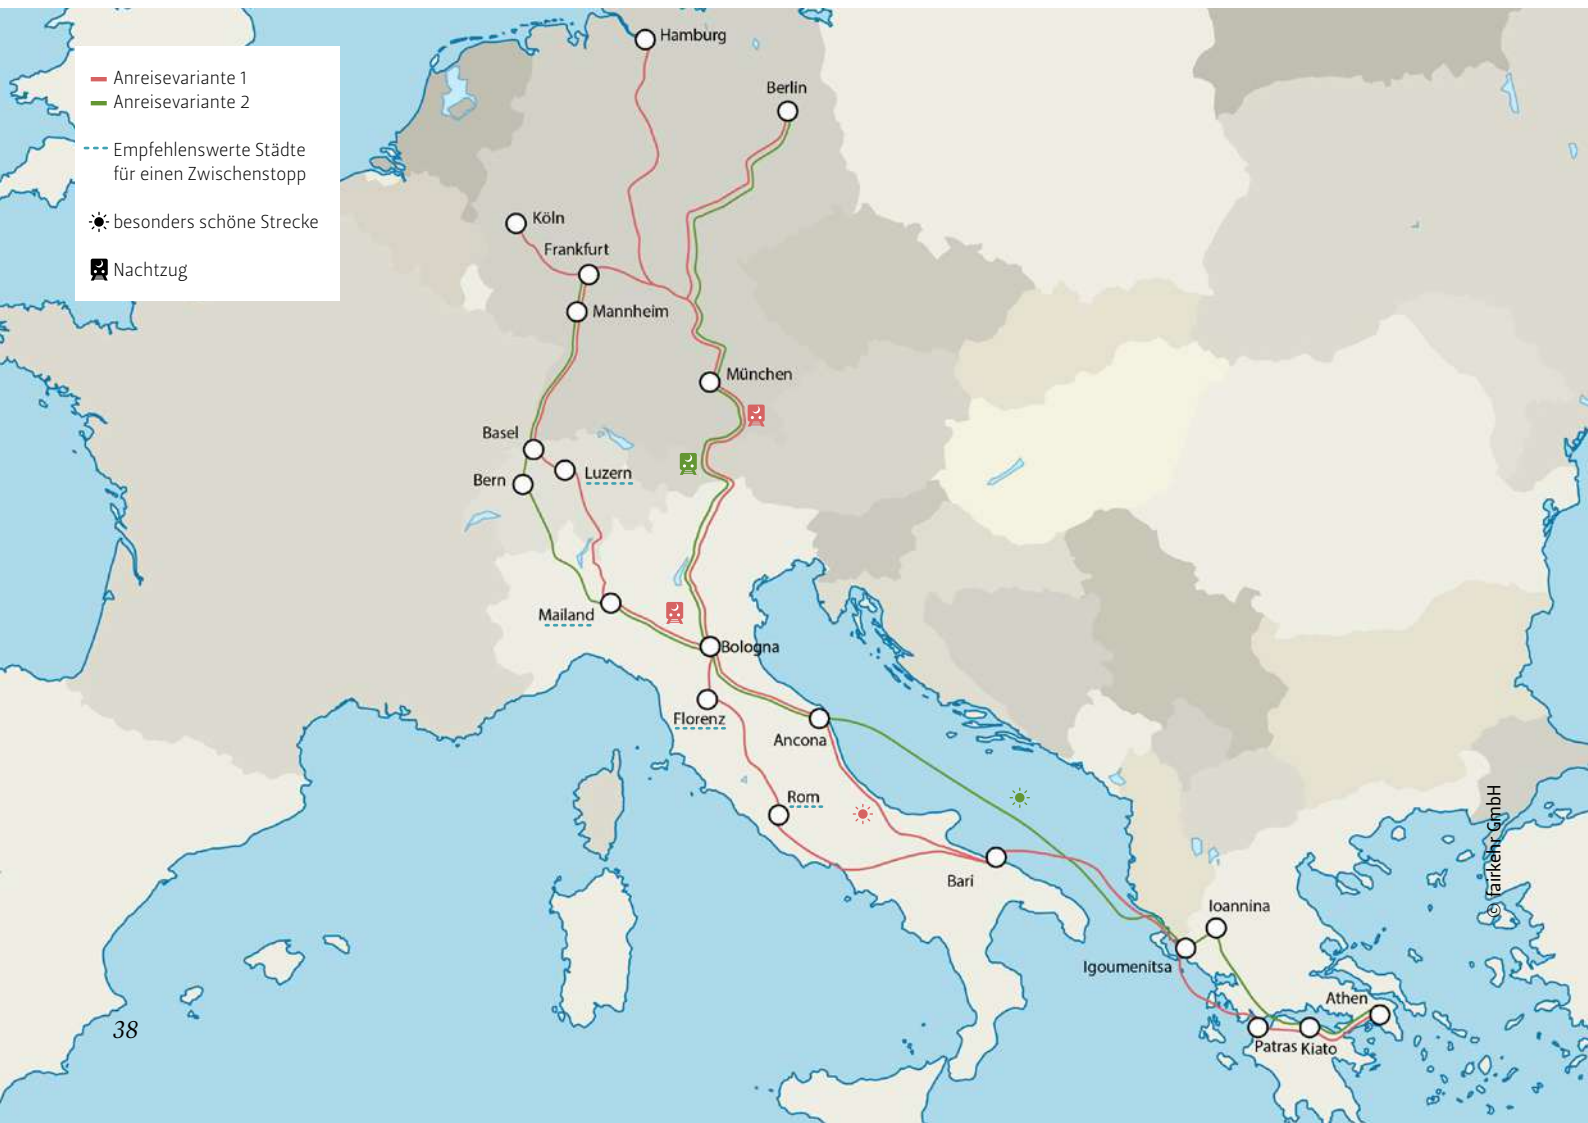 Anreisevariante 1
Anreisevariante 2
Empfehlenswerte Städte
für einen Zwischenstopp
besonders schöne Strecke
Nachtzug
Hamburg
Berlin
Köln
Frankfurt
Mannheim
München
Basel
Luzern
Bern
Mailand
Bologna
Florenz
Ancona
Rom
Bari
Ioannina
Igoumenitsa
Athen
Patras
Kiato
© fairkehr GmbH
38